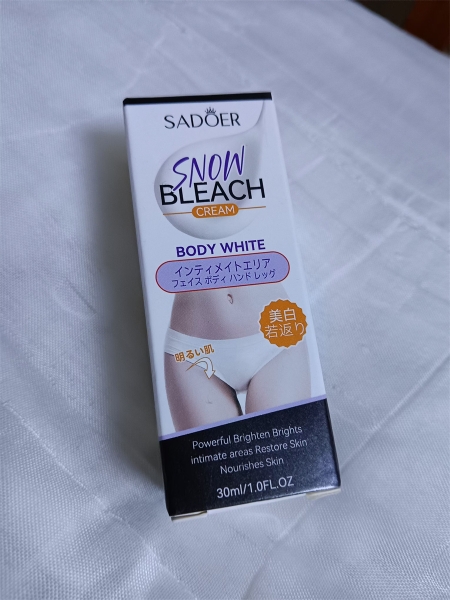 SADOER
SNOW
BLEACH
CREAM
BODY WHITE
インティメイトエリア
フェイス ボディ ハンド レッグ
美白
若返り
明るい肌
Powerful Brighten Brights
intimate areas Restore Skin
Nourishes Skin
30ml/1.0FL.OZ